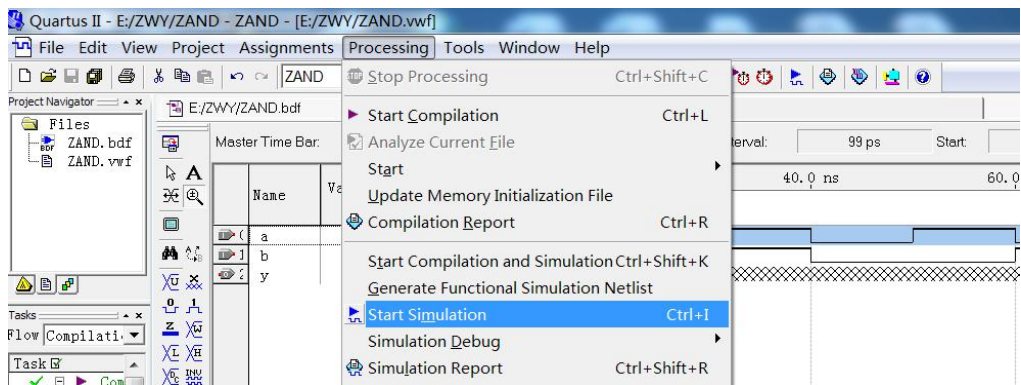 Quartus II - E:/ZWY/ZAND - ZAND - [E:/ZWY/ZAND.vwf]
File Edit View Project Assignments Processing Tools Window Help
ZAND
Stop Processing Ctrl+Shift+C
Project Navigator
E:/ZWY/ZAND.bdf
Files
ZAND.bdf
ZAND.vwf
Start Compilation Ctrl+L
Master Time Bar:
Analyze Current File
terval: 99 ps Start:
Start
40.0 ns 60.0
Name Va
Update Memory Initialization File
Compilation Report Ctrl+R
a
b
y
Start Compilation and Simulation Ctrl+Shift+K
Generate Functional Simulation Netlist
Tasks
Start Simulation Ctrl+I
Flow: Compilati
Simulation Debug
Task
Simulation Report Ctrl+Shift+R
Com